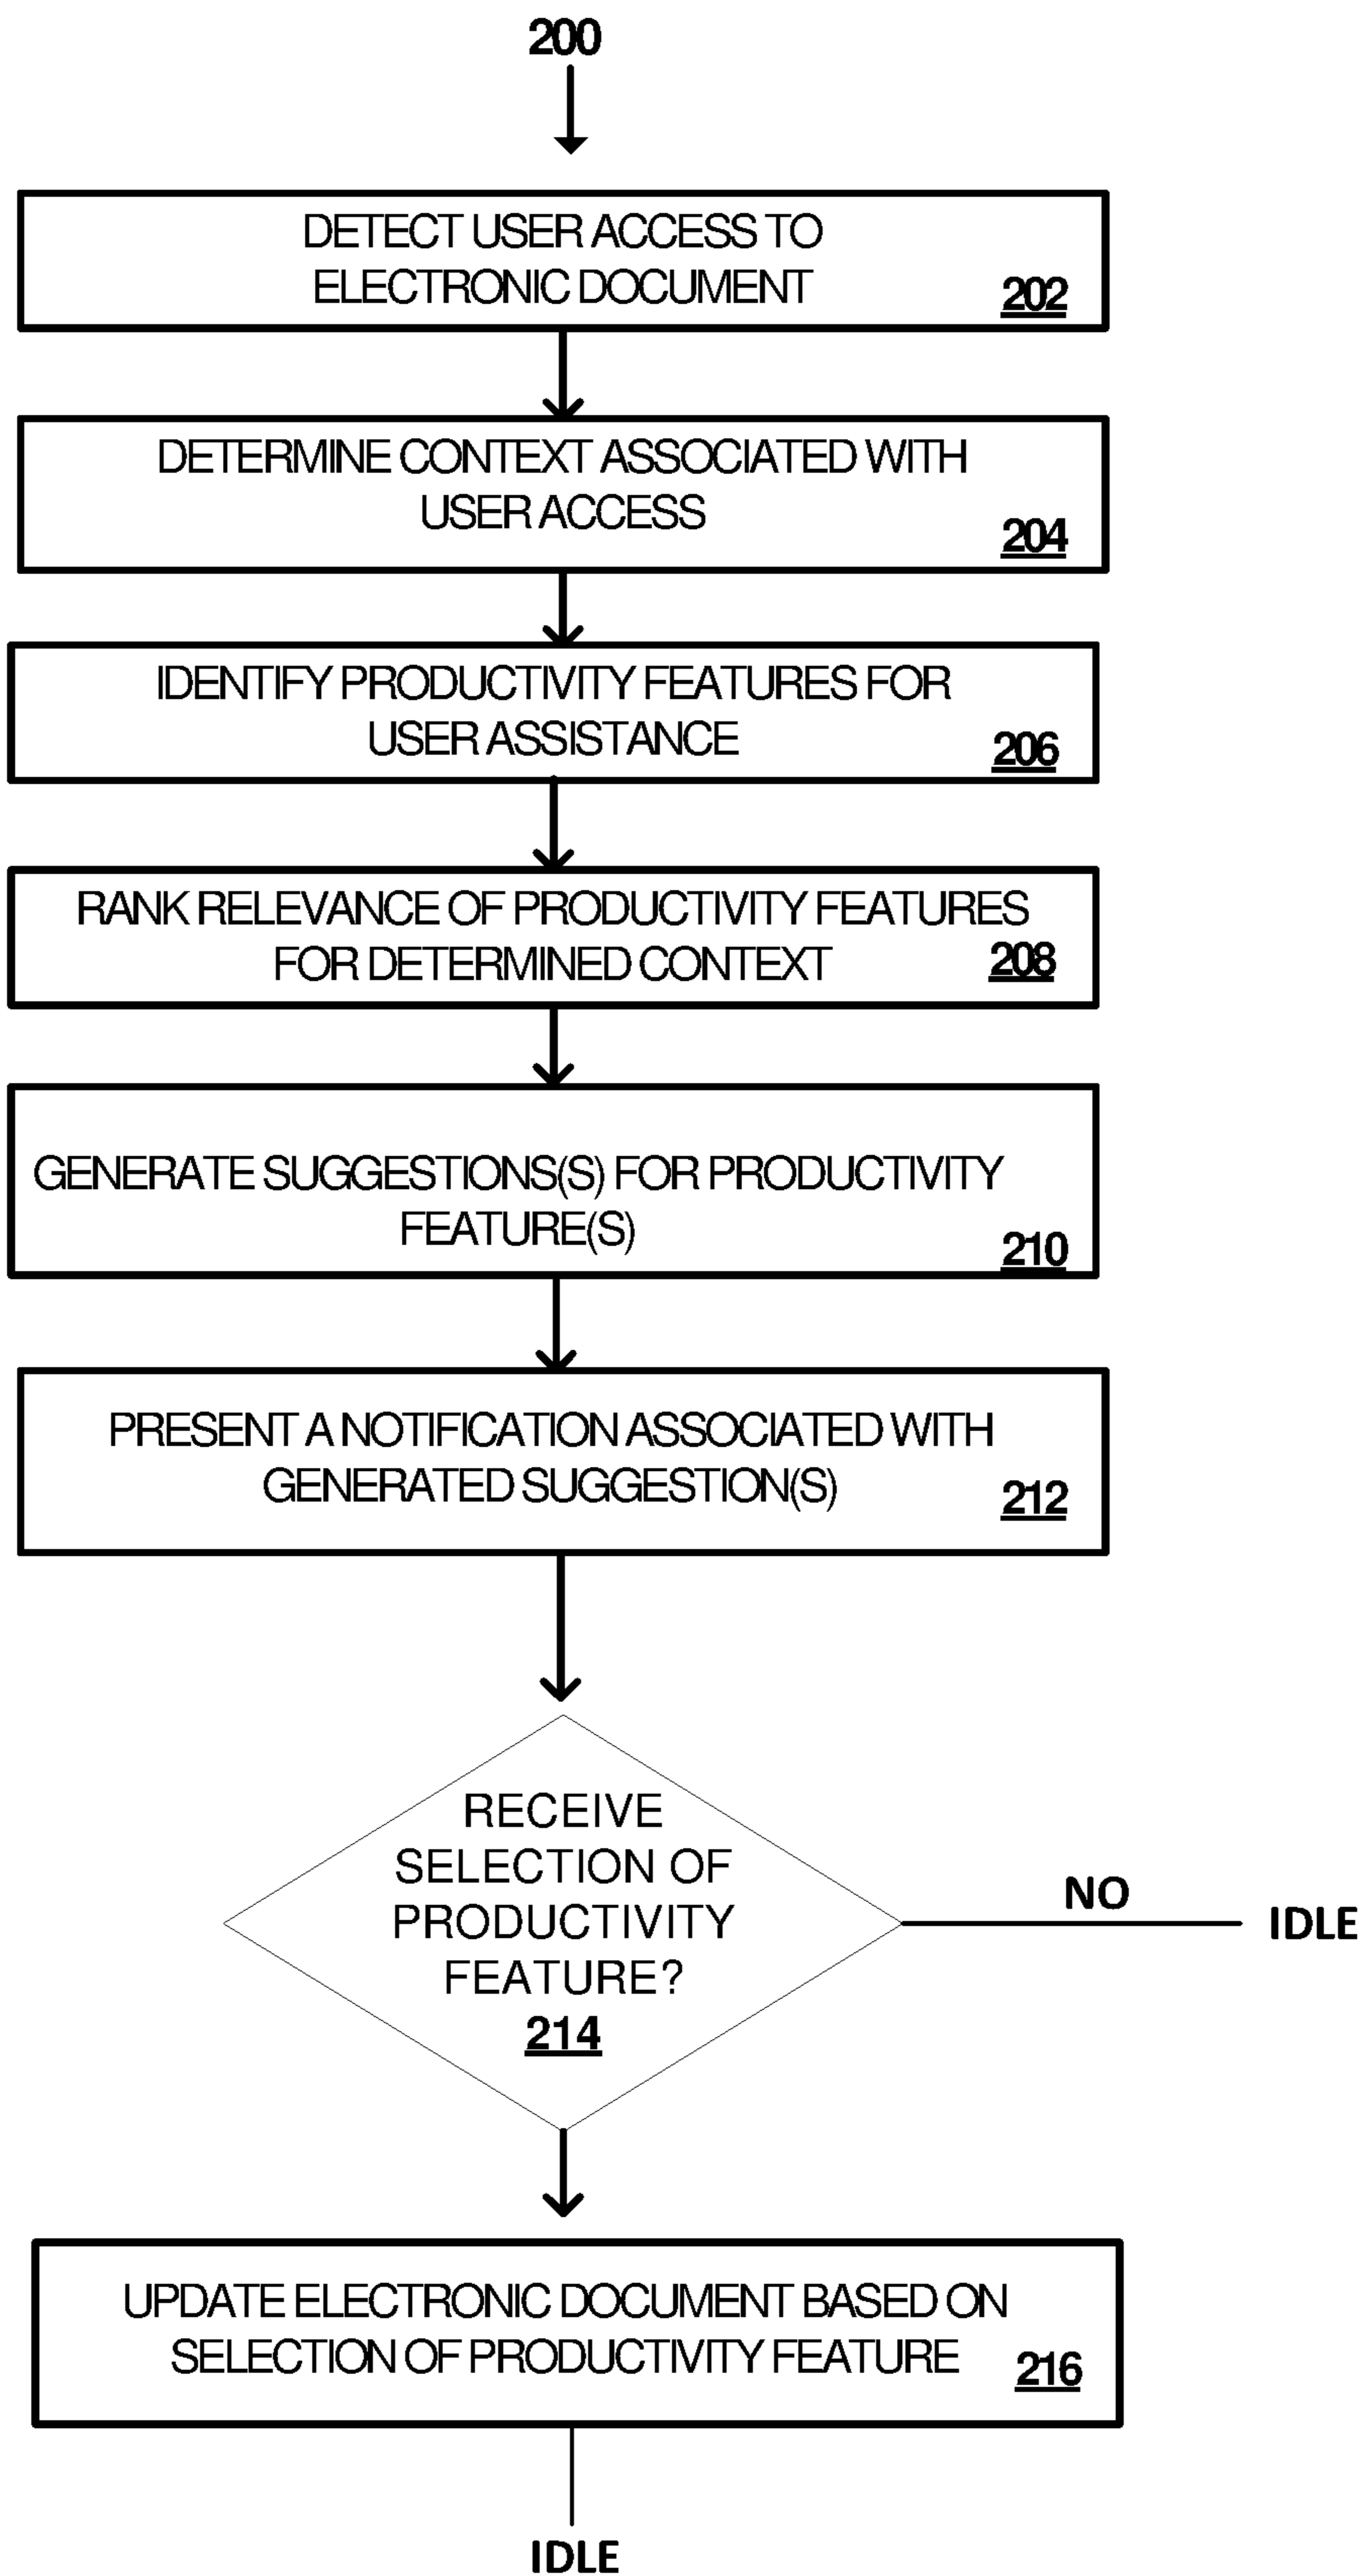 200
DETECT USER ACCESS TO
ELECTRONIC DOCUMENT
202
DETERMINE CONTEXT ASSOCIATED WITH
USER ACCESS
204
IDENTIFY PRODUCTIVITY FEATURES FOR
USER ASSISTANCE
206
RANK RELEVANCE OF PRODUCTIVITY FEATURES
FOR DETERMINED CONTEXT
208
GENERATE SUGGESTIONS(S) FOR PRODUCTIVITY
FEATURE(S)
210
PRESENT A NOTIFICATION ASSOCIATED WITH
GENERATED SUGGESTION(S)
212
RECEIVE
SELECTION OF
PRODUCTIVITY
FEATURE?
214
NO
IDLE
UPDATE ELECTRONIC DOCUMENT BASED ON
SELECTION OF PRODUCTIVITY FEATURE
216
IDLE